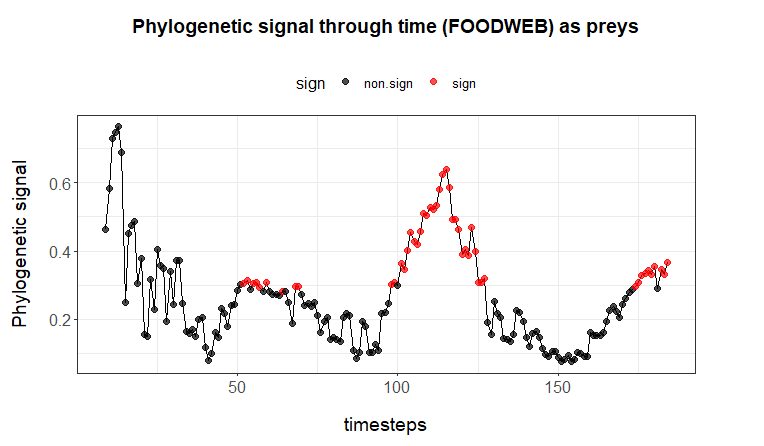 Phylogenetic signal through time (FOODWEB) as preys
sign non.sign sign
Phylogenetic signal
0.6
0.4
0.2
50 100 150
timesteps